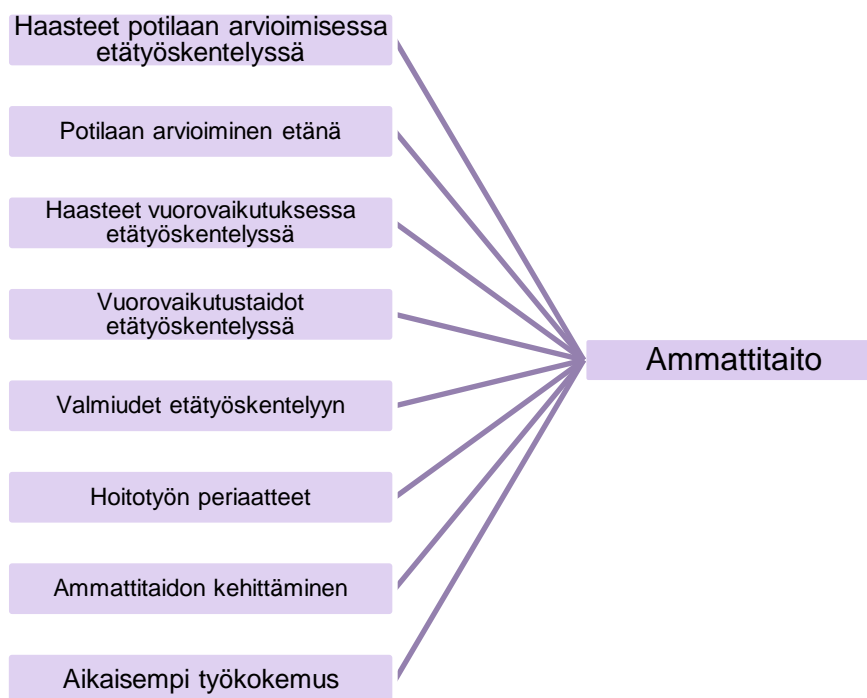 Haasteet potilaan arvioimisessa
etätyöskentelyssä
Potilaan arvioiminen etänä
Haasteet vuorovaikutuksessa
etätyöskentelyssä
Vuorovaikutustaidot
etätyöskentelyssä
Ammattitaito
Valmiudet etätyöskentelyyn
Hoitotyön periaatteet
Ammattitaidon kehittäminen
Aikaisempi työkokemus